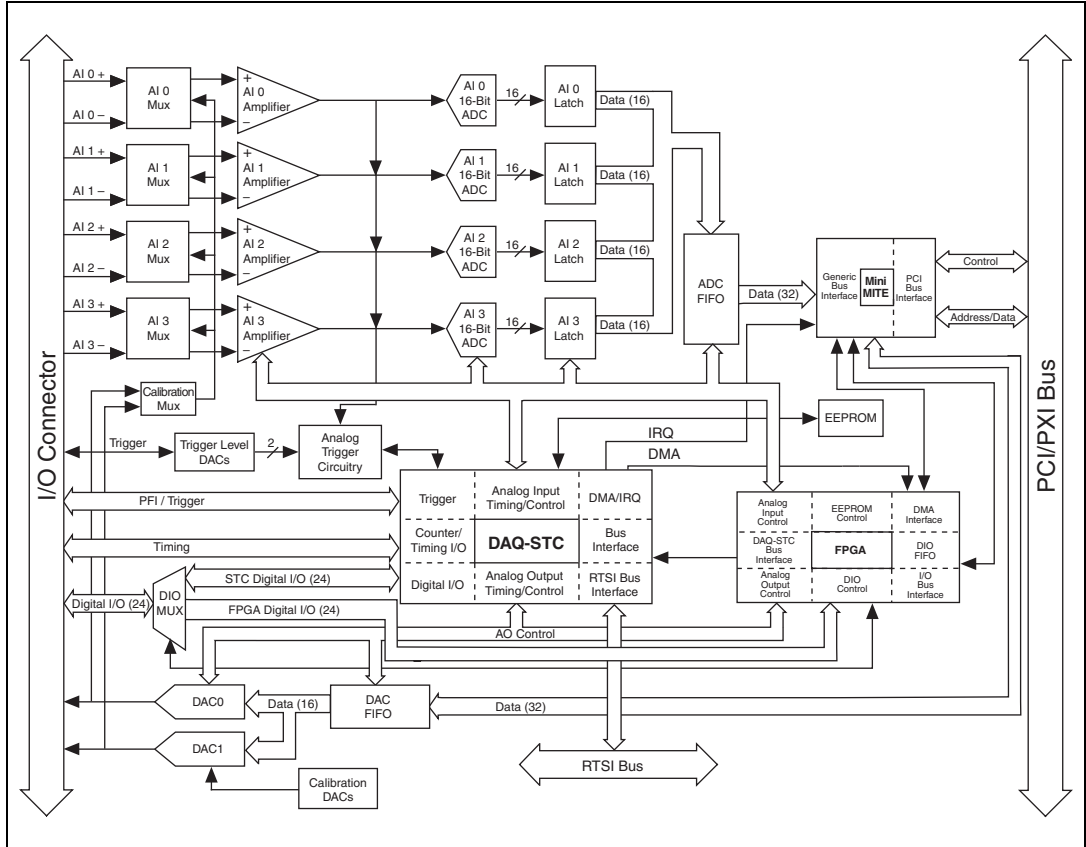 I/O Connector
PCI/PXI Bus
AI 0 +
AI 0 –
AI 0
Mux
+
AI 0
Amplifier
–
AI 0
16-Bit
ADC
16
AI 0
Latch
Data (16)
AI 1 +
AI 1 –
AI 1
Mux
+
AI 1
Amplifier
–
AI 1
16-Bit
ADC
16
AI 1
Latch
Data (16)
AI 2 +
AI 2 –
AI 2
Mux
+
AI 2
Amplifier
–
AI 2
16-Bit
ADC
16
AI 2
Latch
Data (16)
AI 3 +
AI 3 –
AI 3
Mux
+
AI 3
Amplifier
–
AI 3
16-Bit
ADC
16
AI 3
Latch
Data (16)
ADC
FIFO
Data (32)
Generic
Bus
Interface
Mini
MITE
PCI
Bus
Interface
Control
Address/Data
Calibration
Mux
Trigger
Trigger Level
DACs
2
Analog
Trigger
Circuitry
IRQ
DMA
EEPROM
PFI / Trigger
Timing
STC Digital I/O (24)
Digital I/O (24)
DIO
MUX
FPGA Digital I/O (24)
Trigger
Analog Input
Timing/Control
DMA/IRQ
Counter/
Timing I/O
DAQ-STC
Bus
Interface
Digital I/O
Analog Output
Timing/Control
RTSI Bus
Interface
Analog
Input
Control
EEPROM
Control
DMA
Interface
DAQ-STC
Bus
Interface
FPGA
DIO
FIFO
Analog
Output
Control
DIO
Control
I/O
Bus
Interface
AO Control
DAC0
Data (16)
DAC
FIFO
Data (32)
DAC1
Calibration
DACs
RTSI Bus